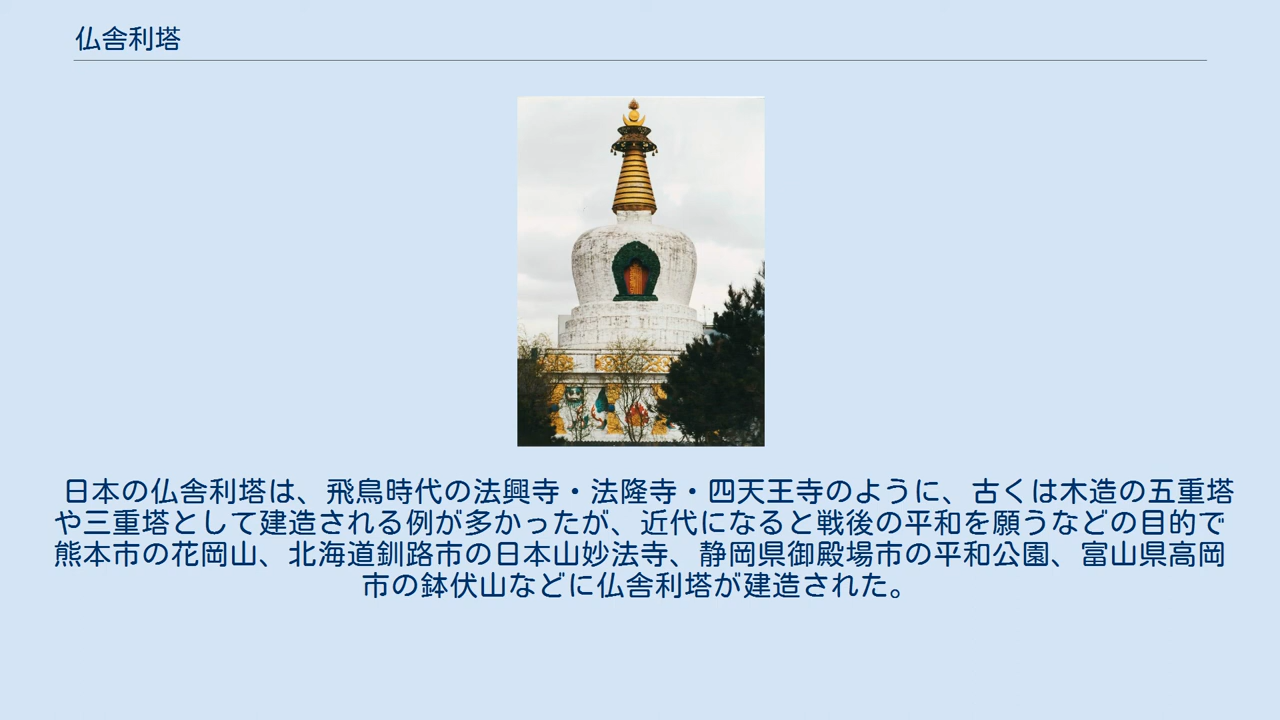 仏舎利塔
日本の仏舎利塔は、飛鳥時代の法興寺・法隆寺・四天王寺のように、古くは木造の五重塔
や三重塔として建造される例が多かったが、近代になると戦後の平和を願うなどの目的で
熊本市の花岡山、北海道釧路市の日本山妙法寺、静岡県御殿場市の平和公園、富山県高岡
市の鉢伏山などに仏舎利塔が建造された。